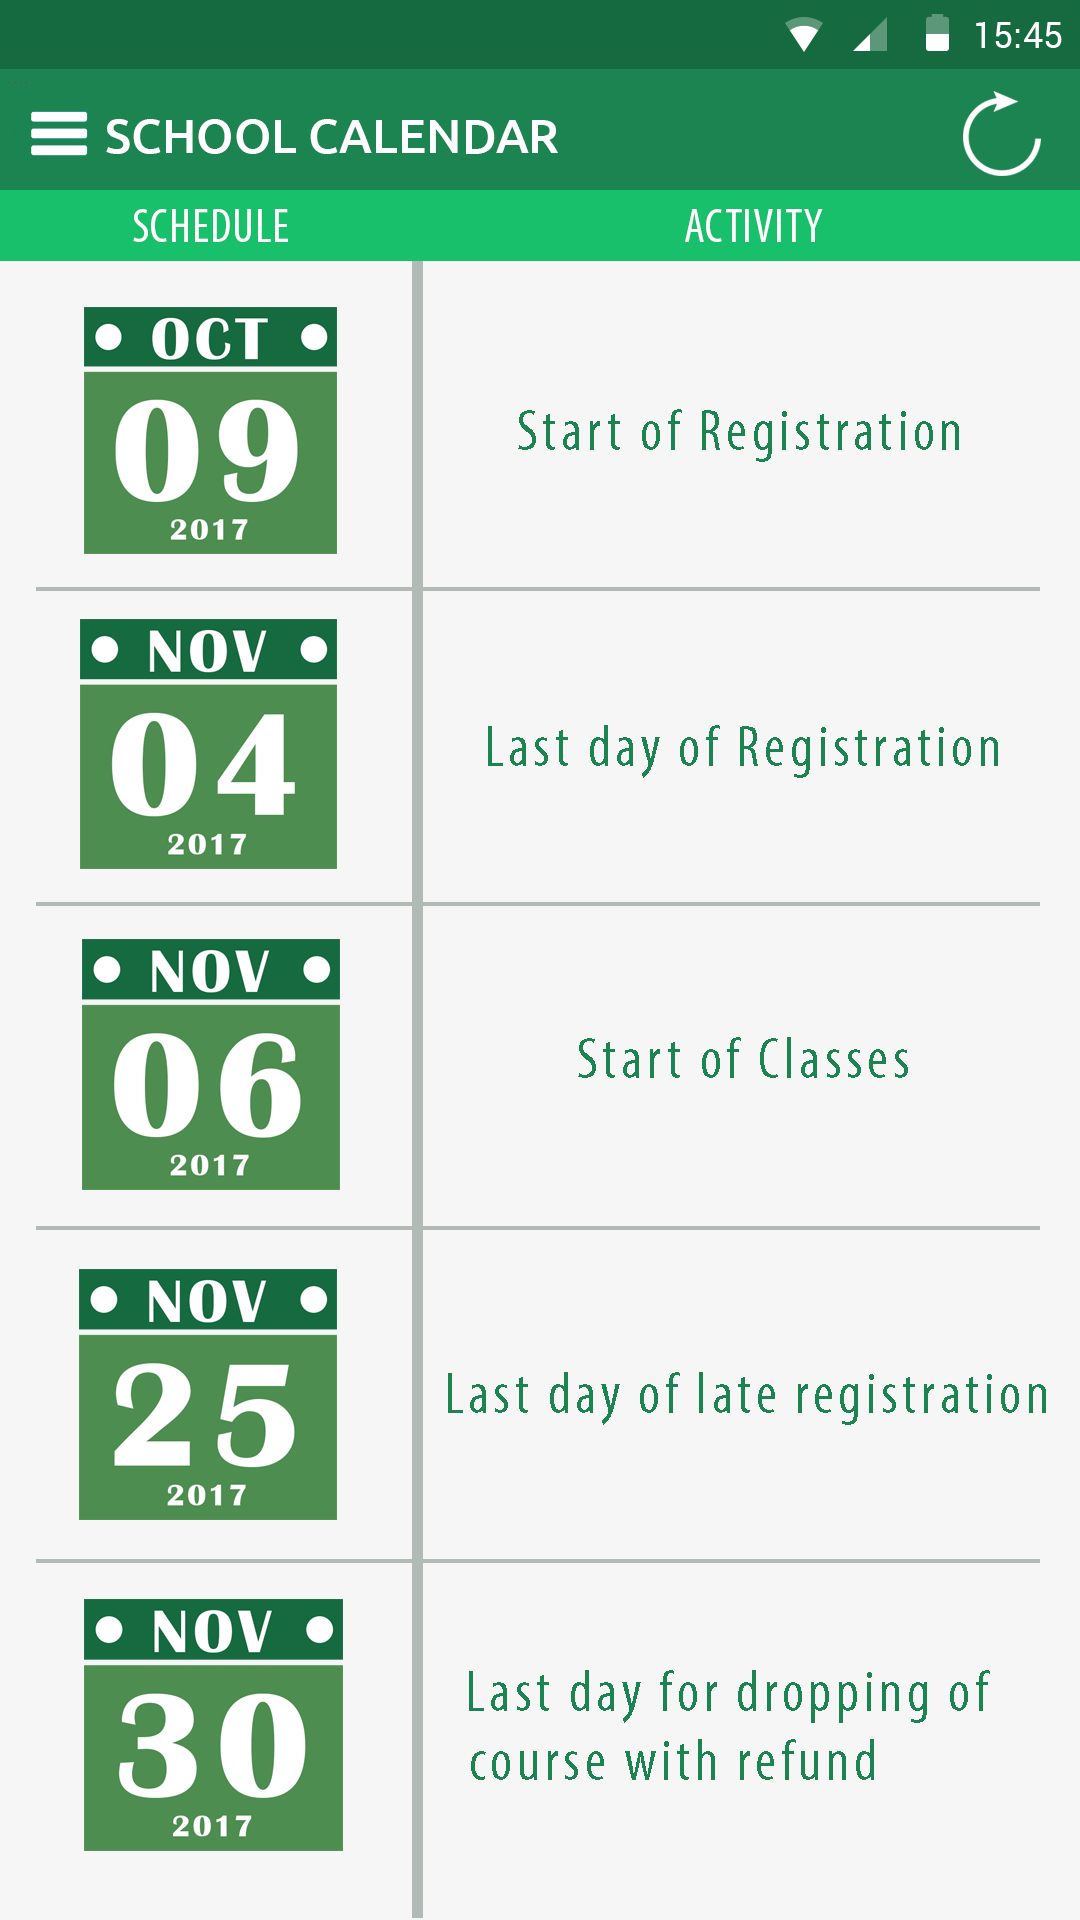 15:45
SCHOOL CALENDAR
SCHEDULE ACTIVITY
OCT
09
2017
Start of Registration
NOV
04
2017
Last day of Registration
NOV
06
2017
Start of Classes
NOV
25
2017
Last day of late registration
NOV
30
2017
Last day for dropping of
course with refund